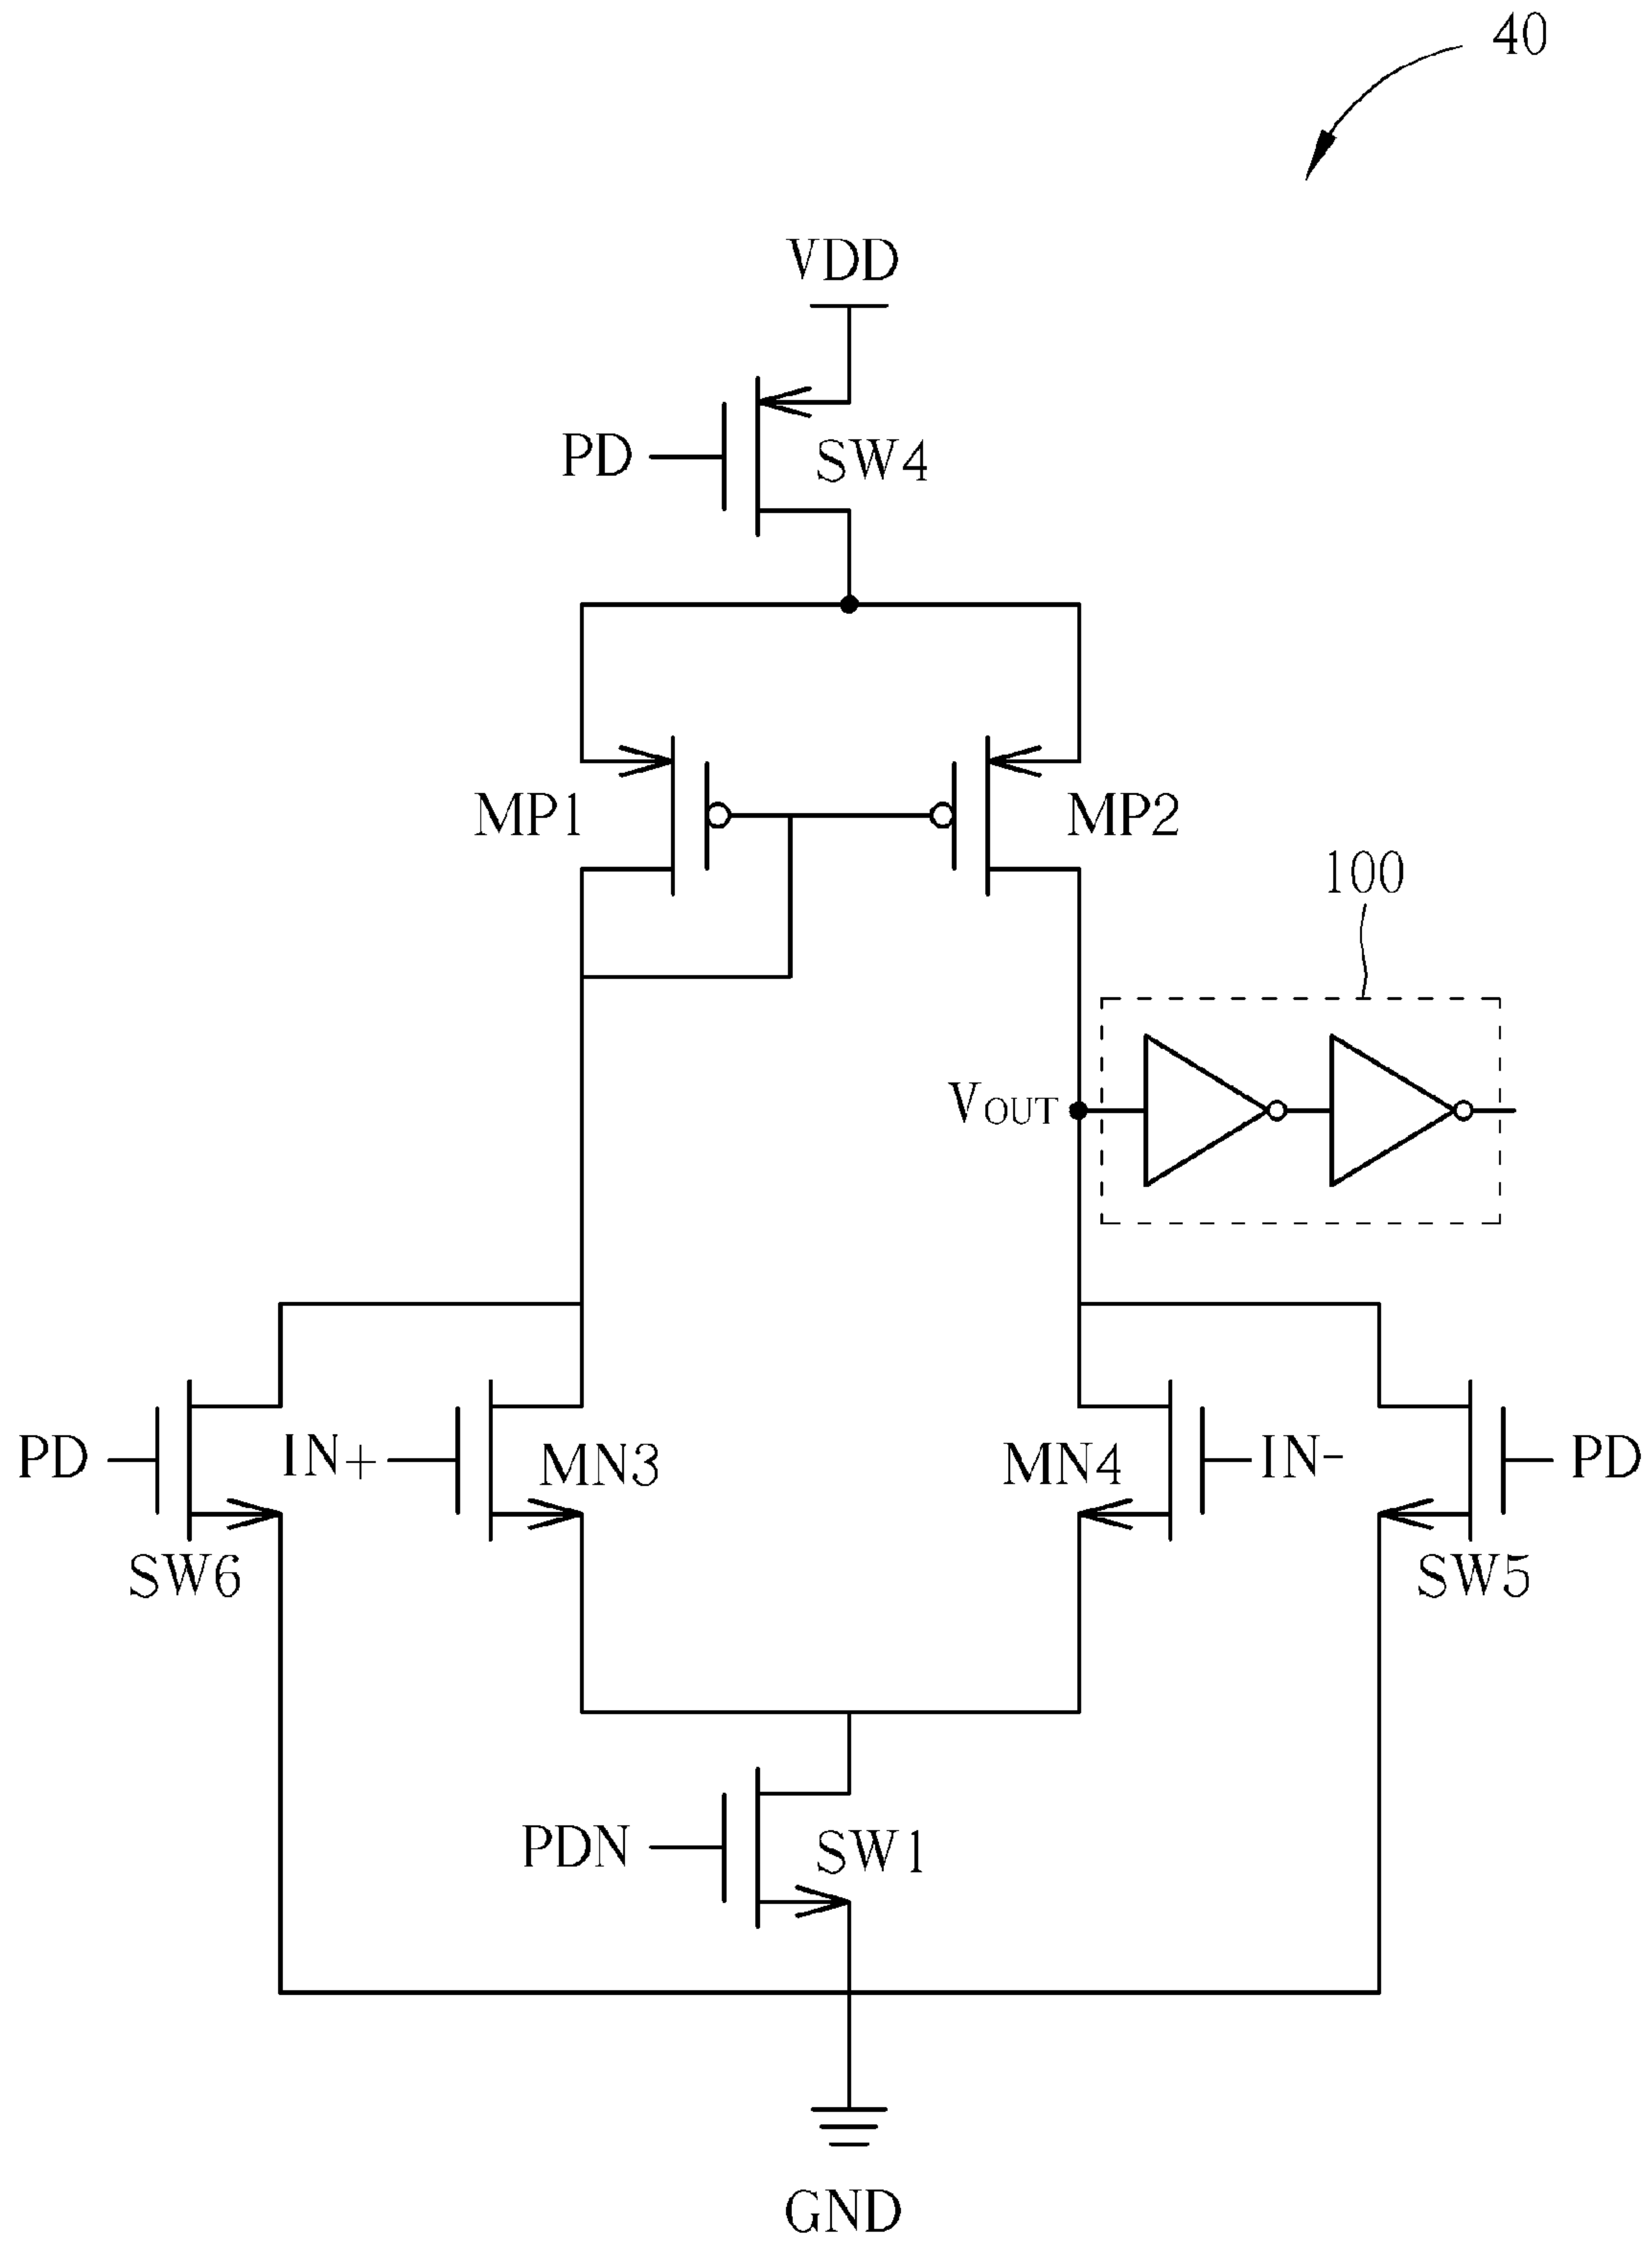 40
VDD
PD
SW4
MP1
MP2
100
VOUT
PD
IN+
MN3
MN4
IN-
PD
SW6
SW5
PDN
SW1
GND